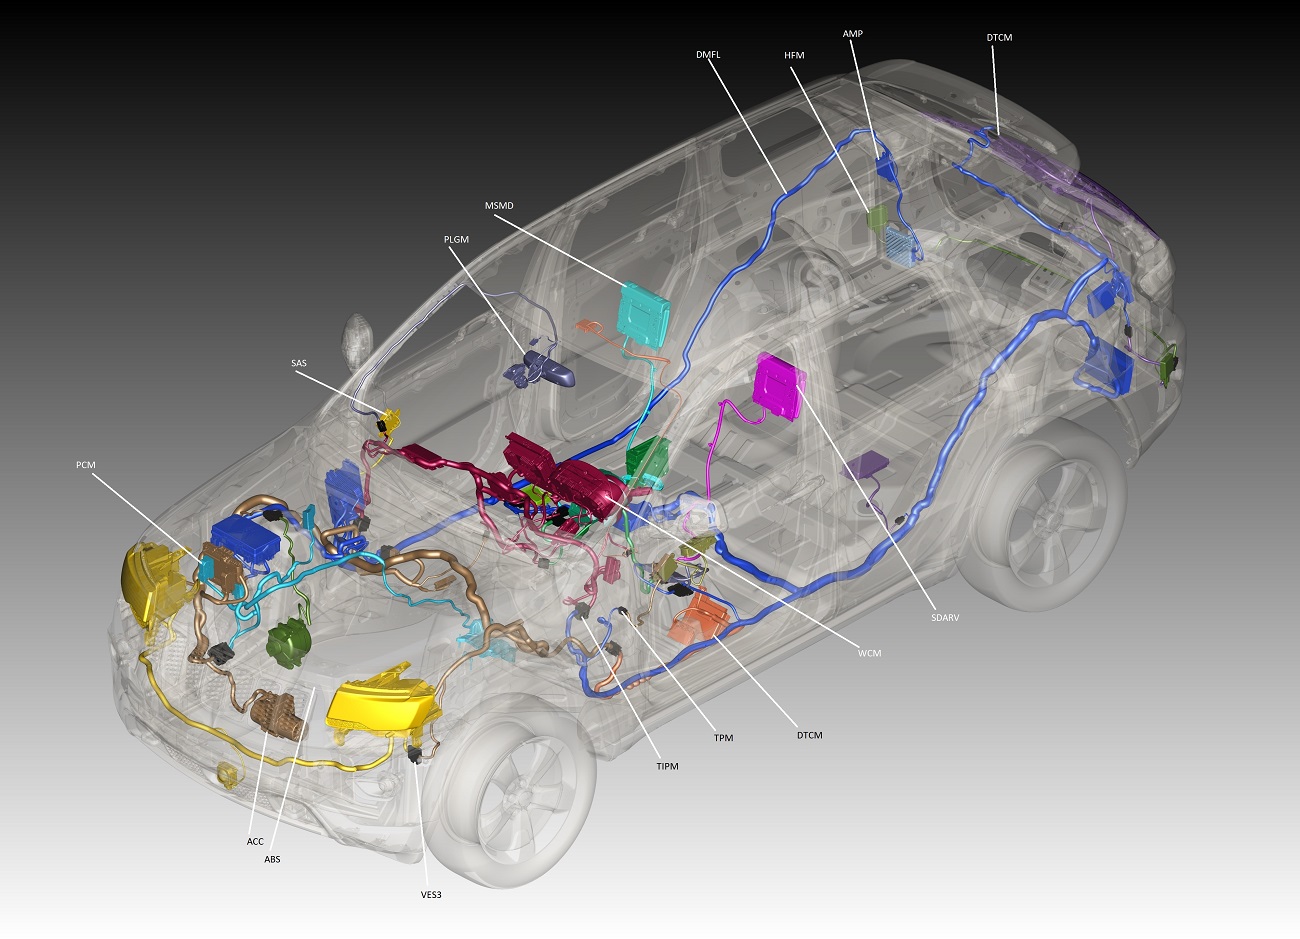 AMP
DTCM
DMFL
HFM
MSMD
PLGM
SAS
PCM
SDARV
WCM
DTCM
TPM
TIPM
ACC
ABS
VES3